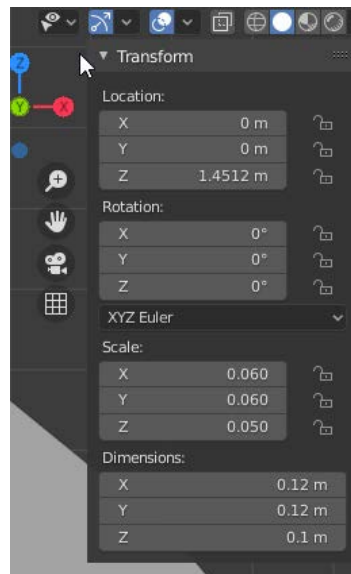 Transform
Z
Y
X
Location:
X 0 m
Y 0 m
Z 1.4512 m
Rotation:
X 0°
Y 0°
Z 0°
XYZ Euler
Scale:
X 0.060
Y 0.060
Z 0.050
Dimensions:
X 0.12 m
Y 0.12 m
Z 0.1 m